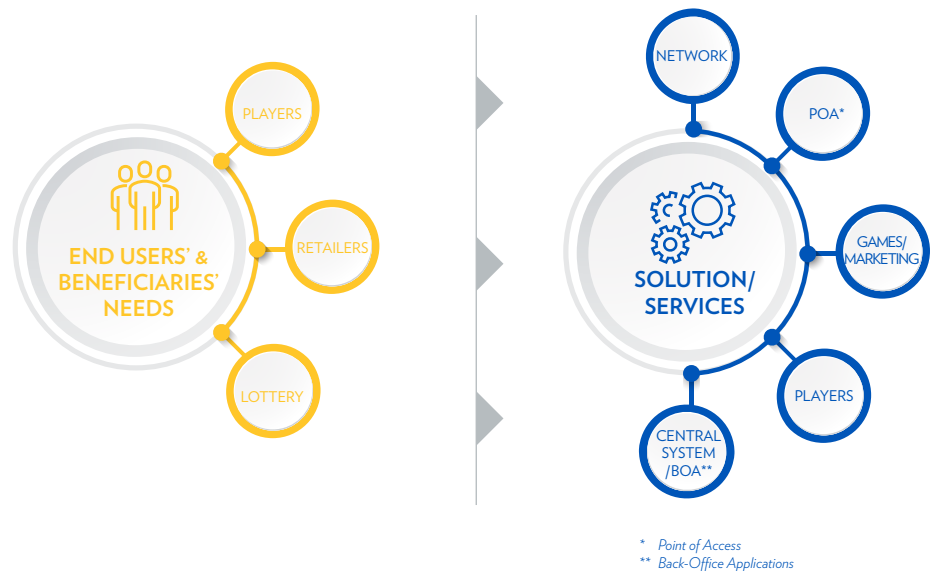 PLAYERS
END USERS’ &
BENEFICIARIES’
NEEDS
RETAILERS
LOTTERY
NETWORK
POA*
SOLUTION/
SERVICES
GAMES/
MARKETING
PLAYERS
CENTRAL
SYSTEM
/BOA**
* Point of Access
** Back-Office Applications